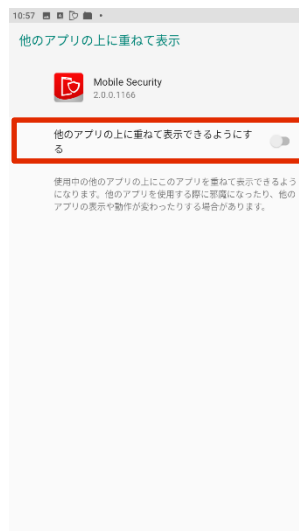 10:57
他のアプリの上に重ねて表示
Mobile Security
2.0.0.1166
他のアプリの上に重ねて表示できるようにす
る
使用中の他のアプリの上にこのアプリを重ねて表示できるよう
になります。他のアプリを使用する際に邪魔になったり、他の
アプリの表示や動作が変わったりする場合があります。